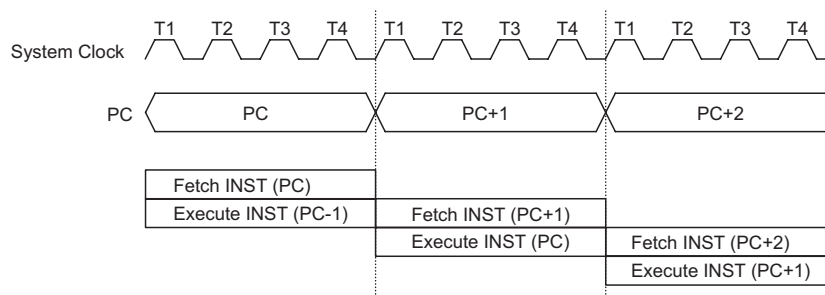 T1 T2 T3 T4 T1 T2 T3 T4 T1 T2 T3 T4
System Clock
PC PC PC+1 PC+2
Fetch INST (PC)
Execute INST (PC-1) Fetch INST (PC+1)
Execute INST (PC) Fetch INST (PC+2)
Execute INST (PC+1)